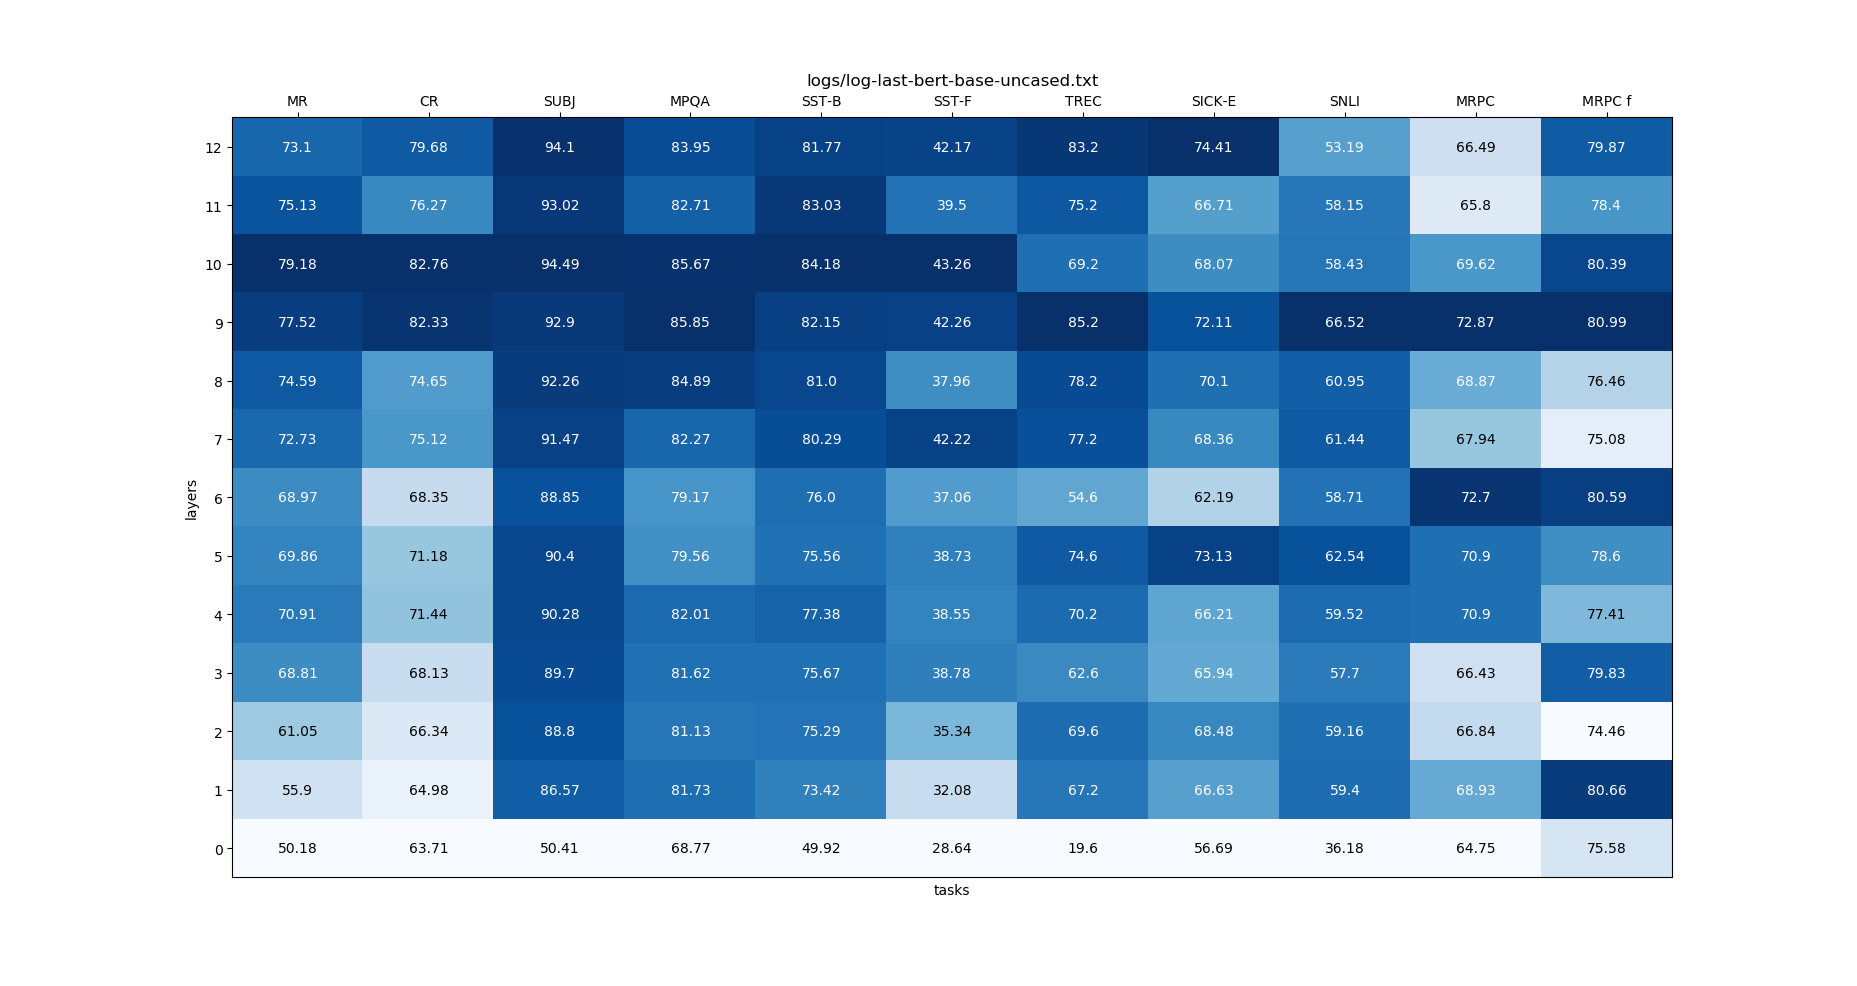 logs/log-last-bert-base-uncased.txt
MR CR SUBJ MPQA SST-B SST-F TREC SICK-E SNLI MRPC MRPC f
12 73.1 79.68 94.1 83.95 81.77 42.17 83.2 74.41 53.19 66.49 79.87
11 75.13 76.27 93.02 82.71 83.03 39.5 75.2 66.71 58.15 65.8 78.4
10 79.18 82.76 94.49 85.67 84.18 43.26 69.2 68.07 58.43 69.62 80.39
9 77.52 82.33 92.9 85.85 82.15 42.26 85.2 72.11 66.52 72.87 80.99
8 74.59 74.65 92.26 84.89 81.0 37.96 78.2 70.1 60.95 68.87 76.46
7 72.73 75.12 91.47 82.27 80.29 42.22 77.2 68.36 61.44 67.94 75.08
layers
6 68.97 68.35 88.85 79.17 76.0 37.06 54.6 62.19 58.71 72.7 80.59
5 69.86 71.18 90.4 79.56 75.56 38.73 74.6 73.13 62.54 70.9 78.6
4 70.91 71.44 90.28 82.01 77.38 38.55 70.2 66.21 59.52 70.9 77.41
3 68.81 68.13 89.7 81.62 75.67 38.78 62.6 65.94 57.7 66.43 79.83
2 61.05 66.34 88.8 81.13 75.29 35.34 69.6 68.48 59.16 66.84 74.46
1 55.9 64.98 86.57 81.73 73.42 32.08 67.2 66.63 59.4 68.93 80.66
0 50.18 63.71 50.41 68.77 49.92 28.64 19.6 56.69 36.18 64.75 75.58
tasks